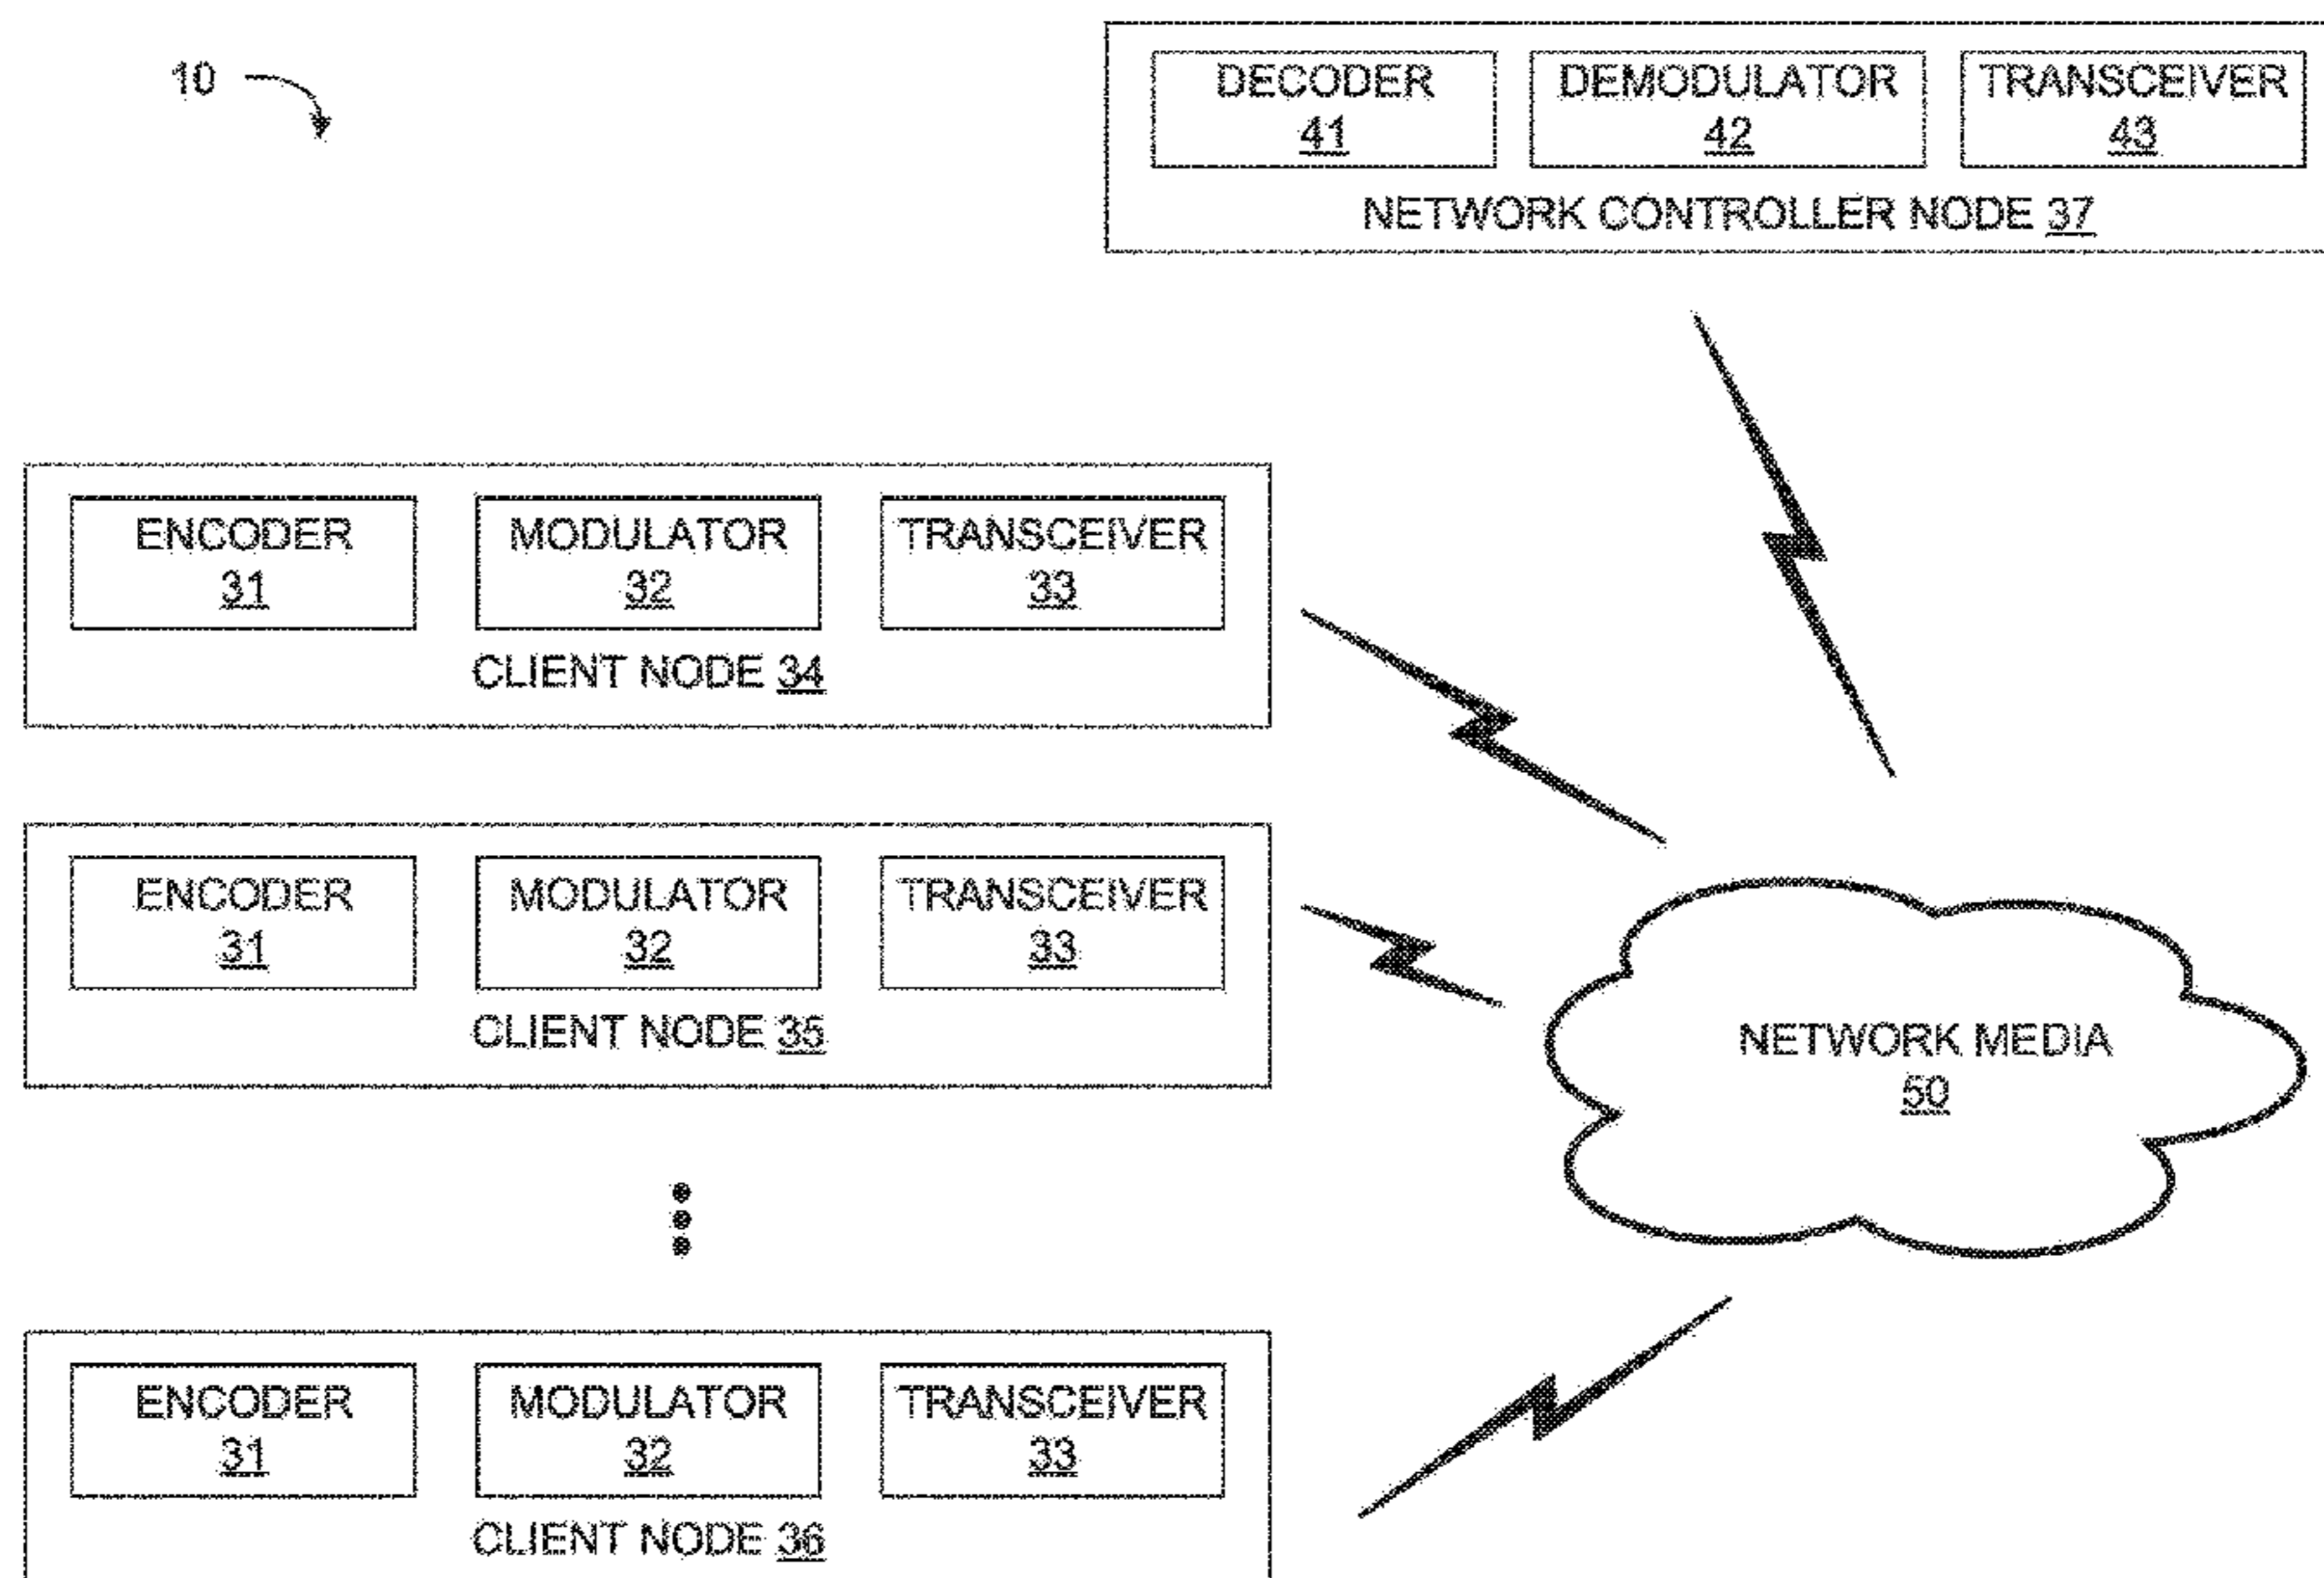 10
DECODER
41
DEMODULATOR
42
TRANSCEIVER
43
NETWORK CONTROLLER NODE 37
ENCODER
31
MODULATOR
32
TRANSCEIVER
33
CLIENT NODE 34
ENCODER
31
MODULATOR
32
TRANSCEIVER
33
CLIENT NODE 35
NETWORK MEDIA
50
ENCODER
31
MODULATOR
32
TRANSCEIVER
33
CLIENT NODE 36